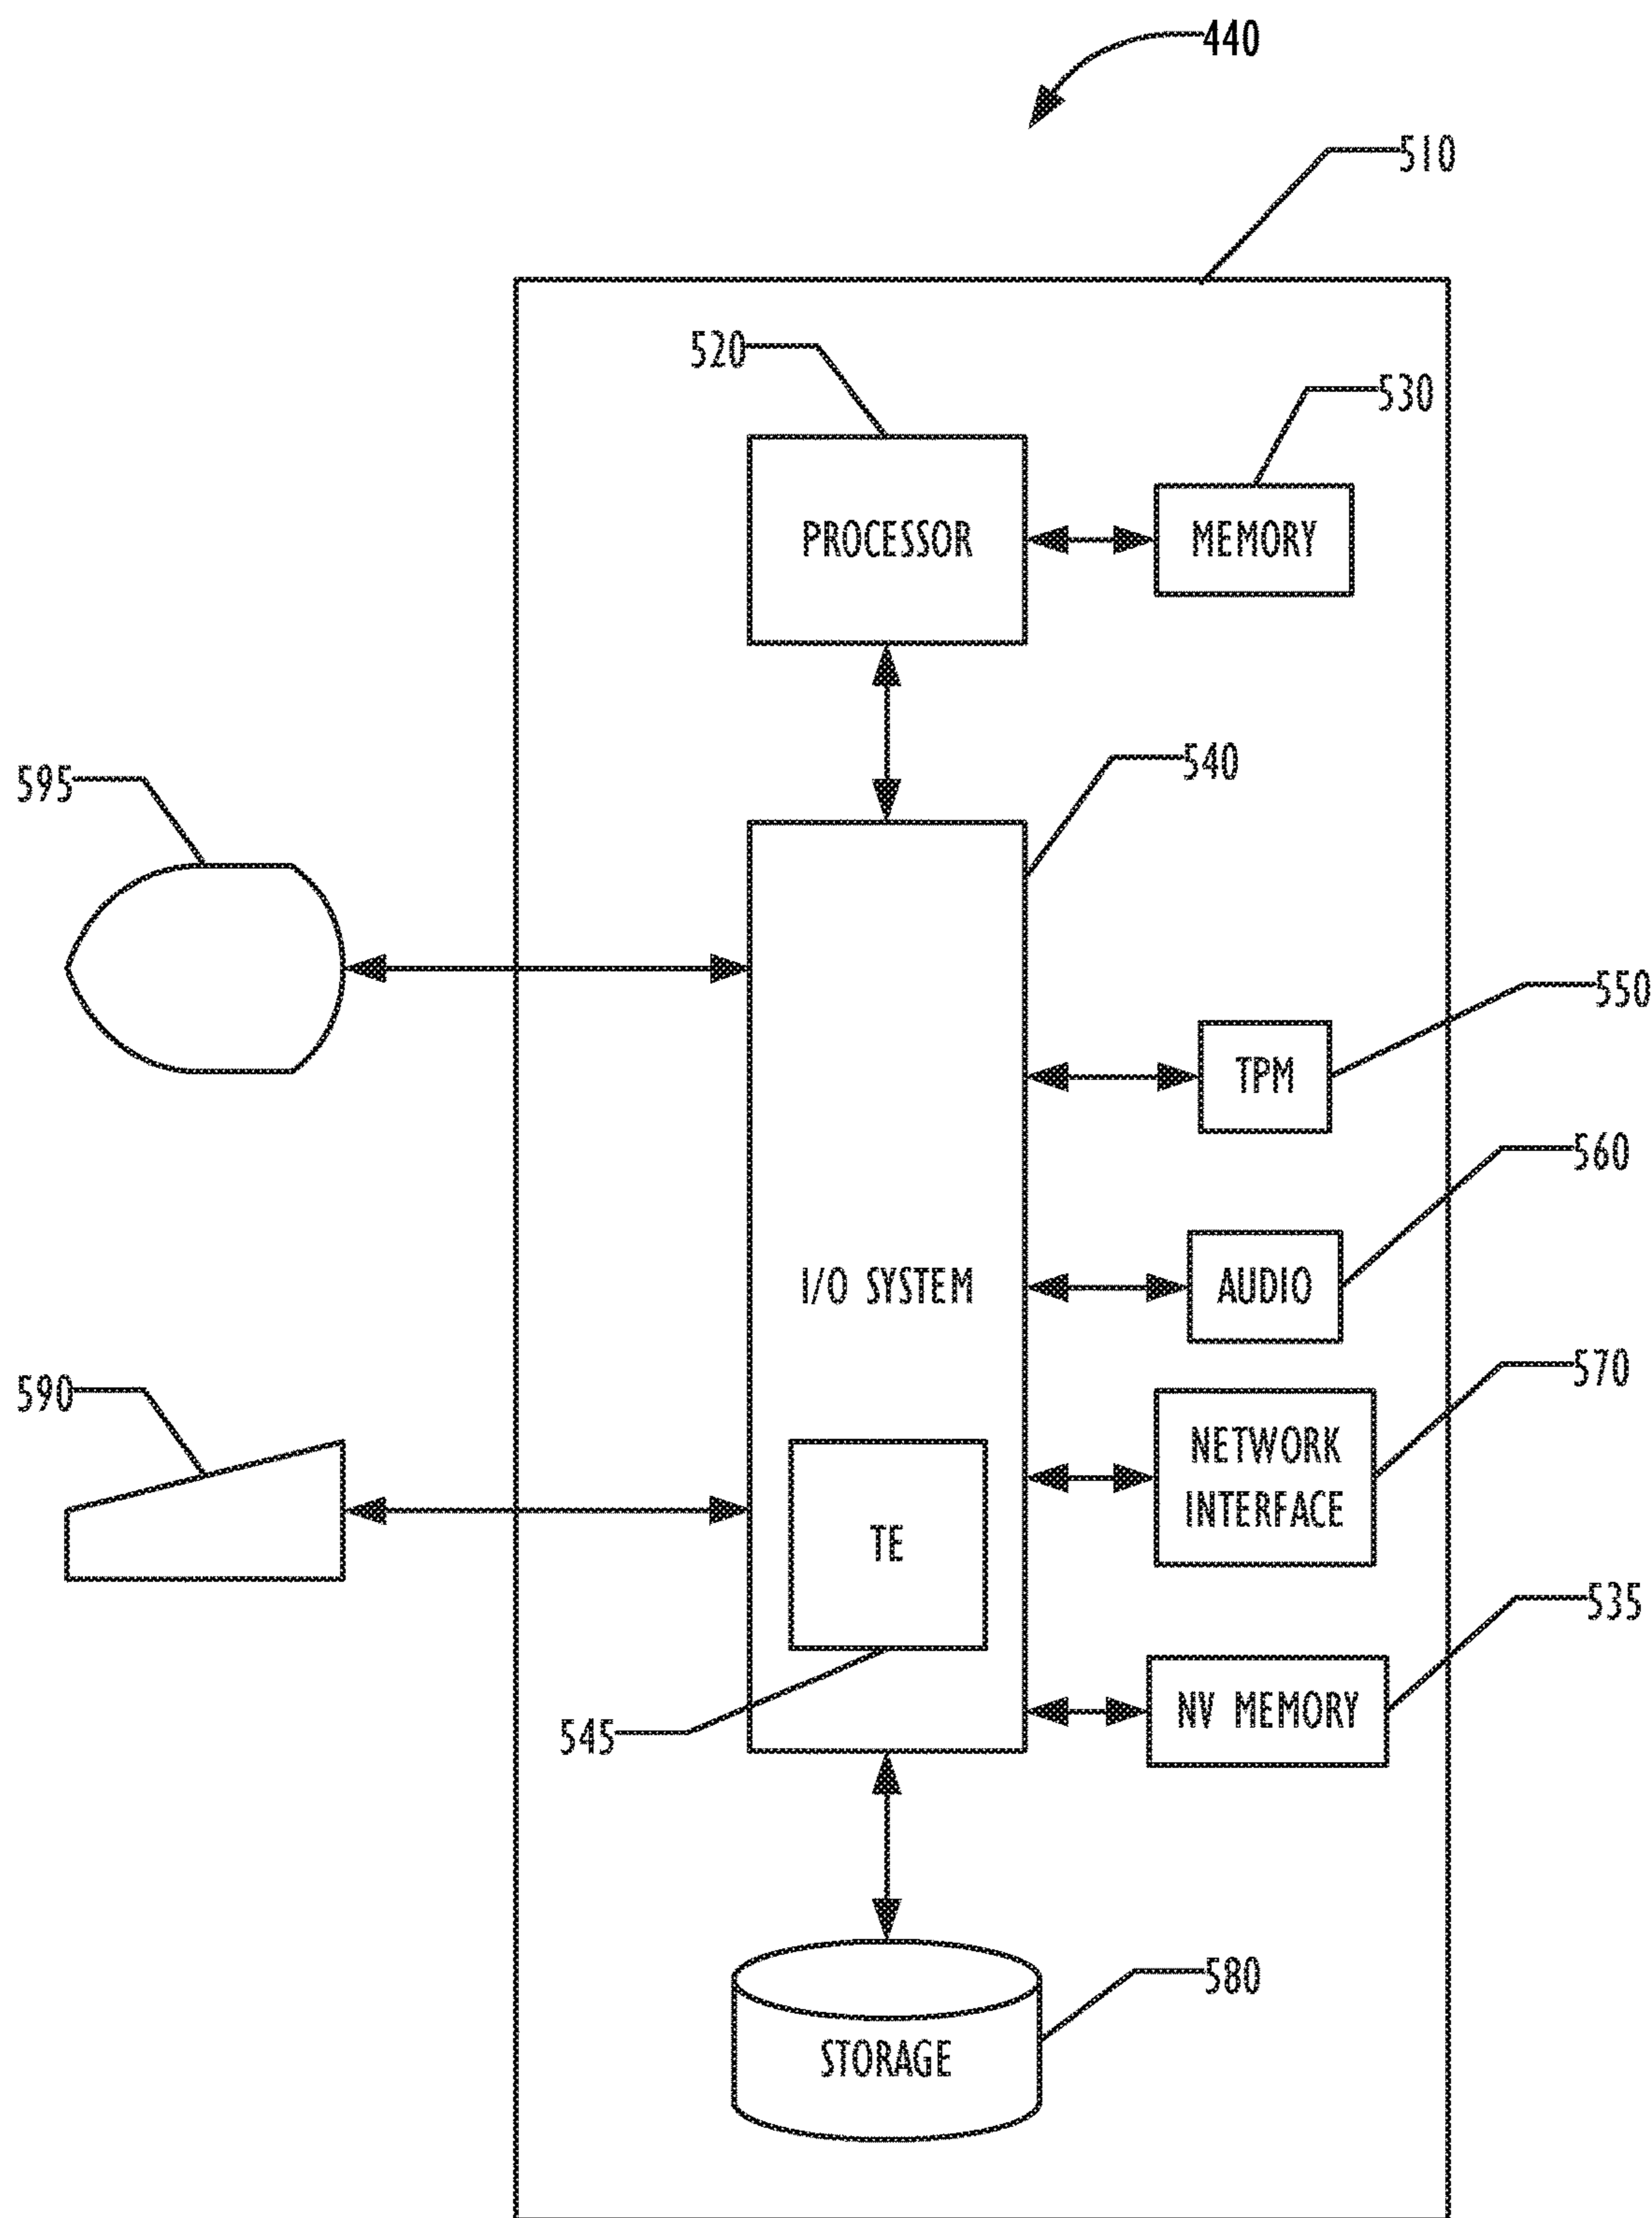 440
510
520
530
PROCESSOR
MEMORY
540
595
550
TPM
560
I/O SYSTEM
AUDIO
570
590
NETWORK
INTERFACE
TE
535
545
NV MEMORY
580
STORAGE